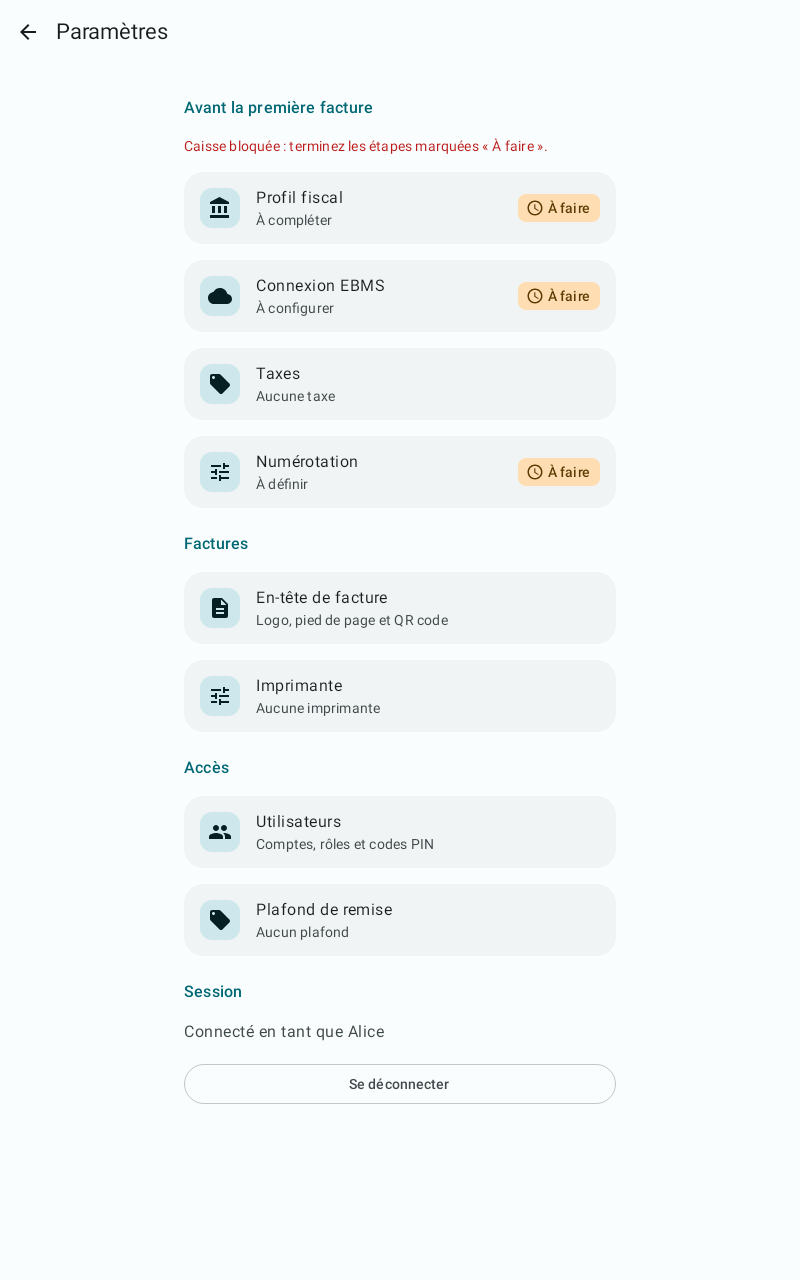 Paramètres
Avant la première facture
Caisse bloquée : terminez les étapes marquées « À faire ».
Profil fiscal
À compléter
À faire
Connexion EBMS
À configurer
À faire
Taxes
Aucune taxe
Numérotation
À définir
À faire
Factures
En-tête de facture
Logo, pied de page et QR code
Imprimante
Aucune imprimante
Accès
Utilisateurs
Comptes, rôles et codes PIN
Plafond de remise
Aucun plafond
Session
Connecté en tant que Alice
Se déconnecter